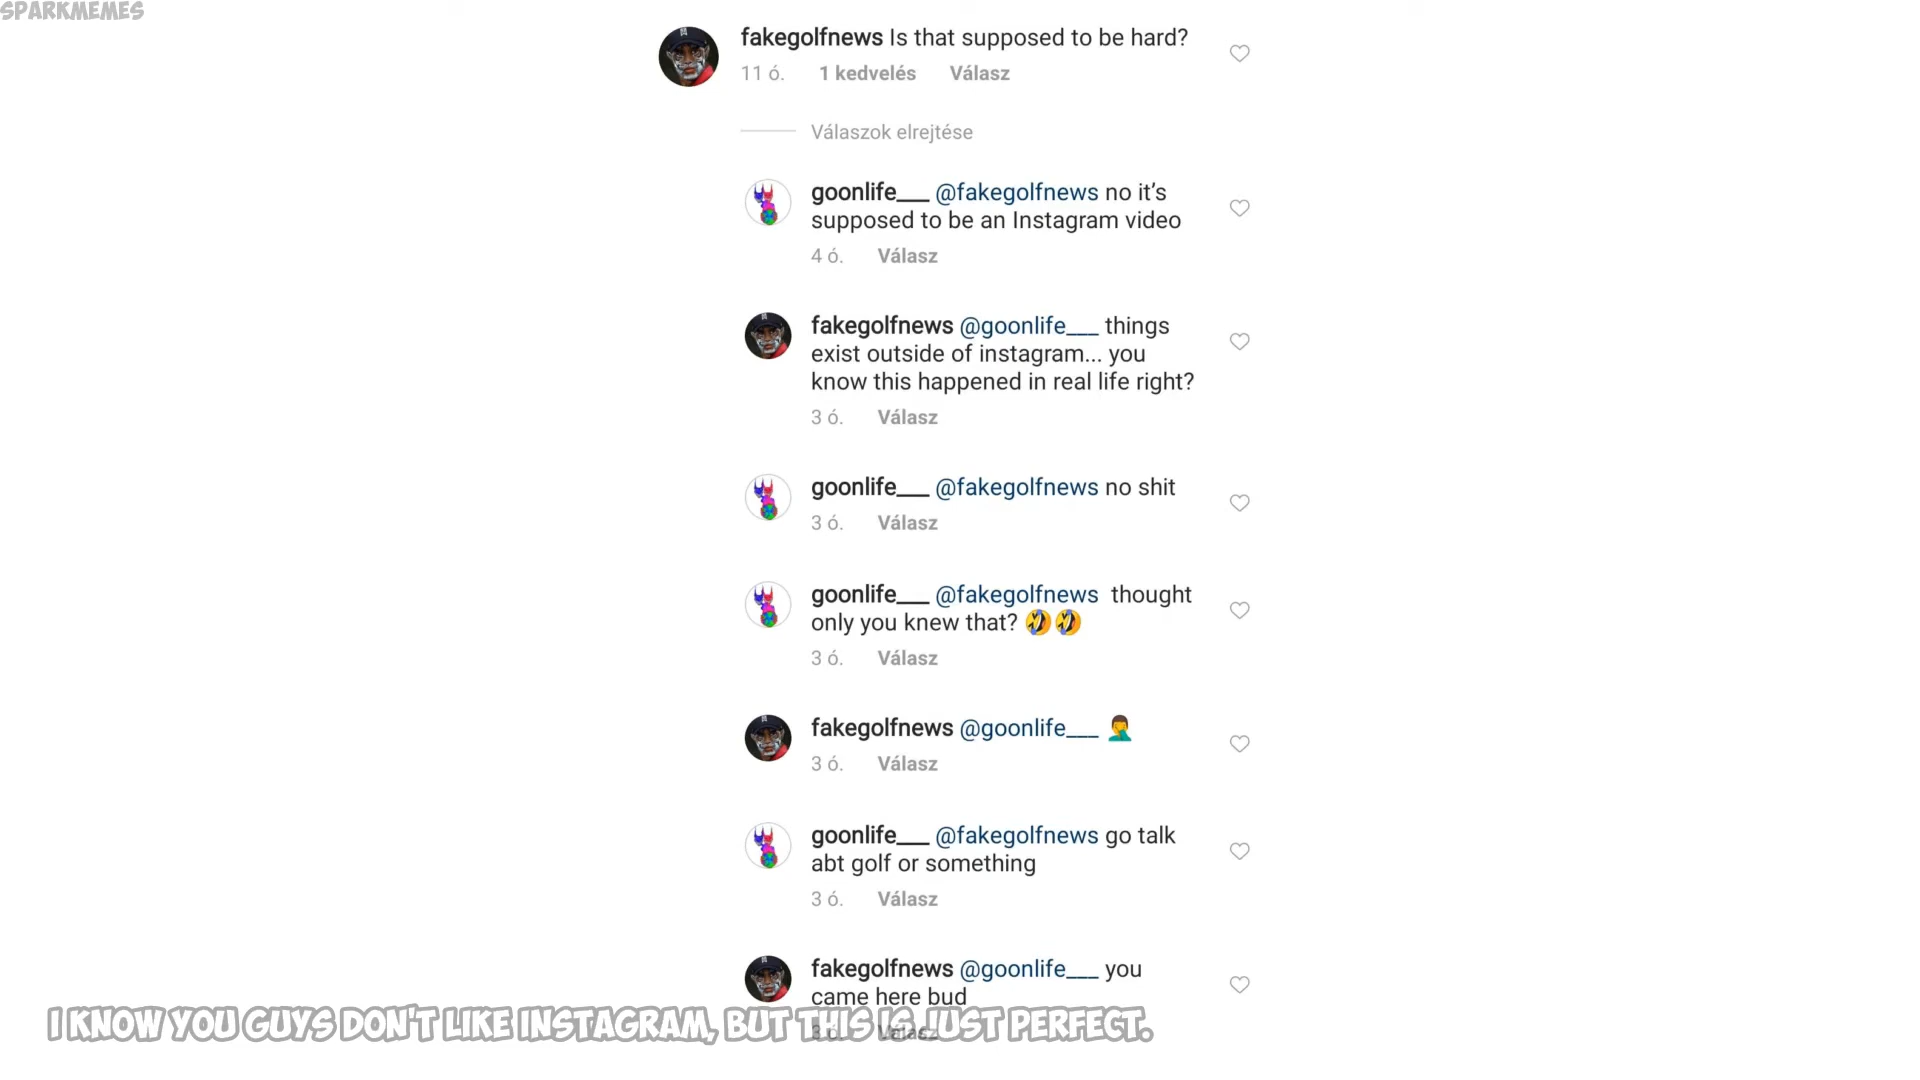 SPARKMEMES
fakegolfnews Is that supposed to be hard?
11 ó. 1 kedvelés Válasz
Válaszok elrejtése
goonlife___ @fakegolfnews no it’s
supposed to be an Instagram video
4 ó. Válasz
fakegolfnews @goonlife___ things
exist outside of instagram... you
know this happened in real life right?
3 ó. Válasz
goonlife___ @fakegolfnews no shit
3 ó. Válasz
goonlife___ @fakegolfnews thought
only you knew that? 🤣🤣
3 ó. Válasz
fakegolfnews @goonlife___ 🤦‍♂️
3 ó. Válasz
goonlife___ @fakegolfnews go talk
abt golf or something
3 ó. Válasz
fakegolfnews @goonlife___ you
came here bud
3 ó. Válasz
I KNOW YOU GUYS DON'T LIKE INSTAGRAM, BUT THIS IS JUST PERFECT.